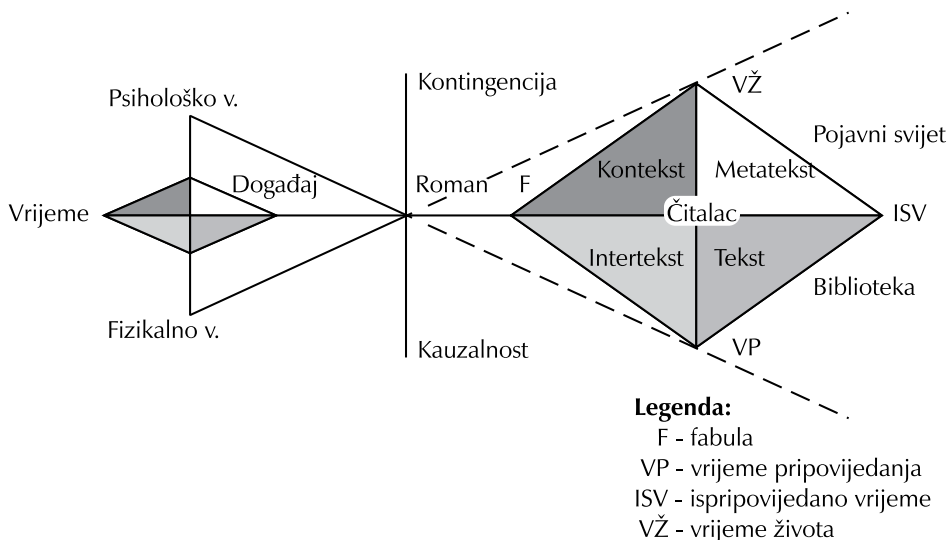 Kontingencija
VŽ
Psihološko v.
Pojavni svijet
Kontekst
Metatekst
Događaj
Roman
F
Vrijeme
Čitalac
ISV
Intertekst
Tekst
Biblioteka
Fizikalno v.
Kauzalnost
VP
Legenda:
F - fabula
VP - vrijeme pripovijedanja
ISV - ispripovijedano vrijeme
VŽ - vrijeme života